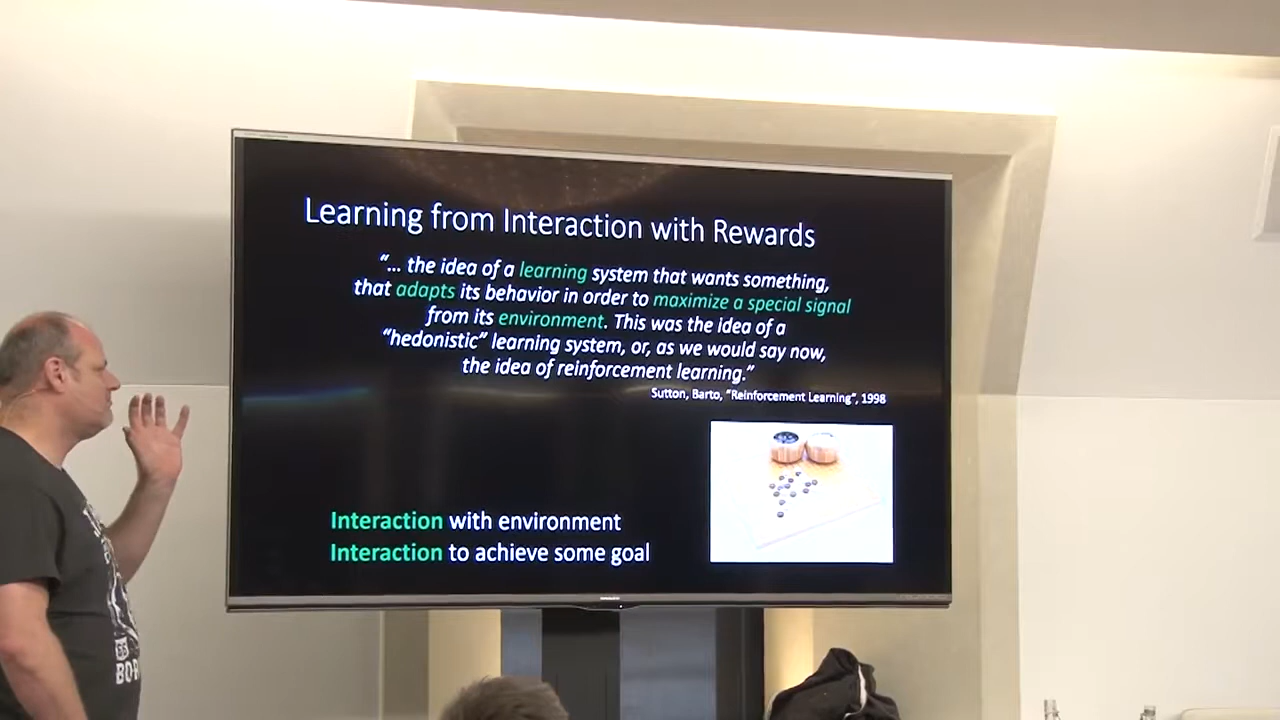 Learning from Interaction with Rewards
“... the idea of a learning system that wants something,
that adapts its behavior in order to maximize a special signal
from its environment. This was the idea of a
“hedonistic” learning system, or, as we would say now,
the idea of reinforcement learning.”
Sutton, Barto, “Reinforcement Learning”, 1998
Interaction with environment
Interaction to achieve some goal